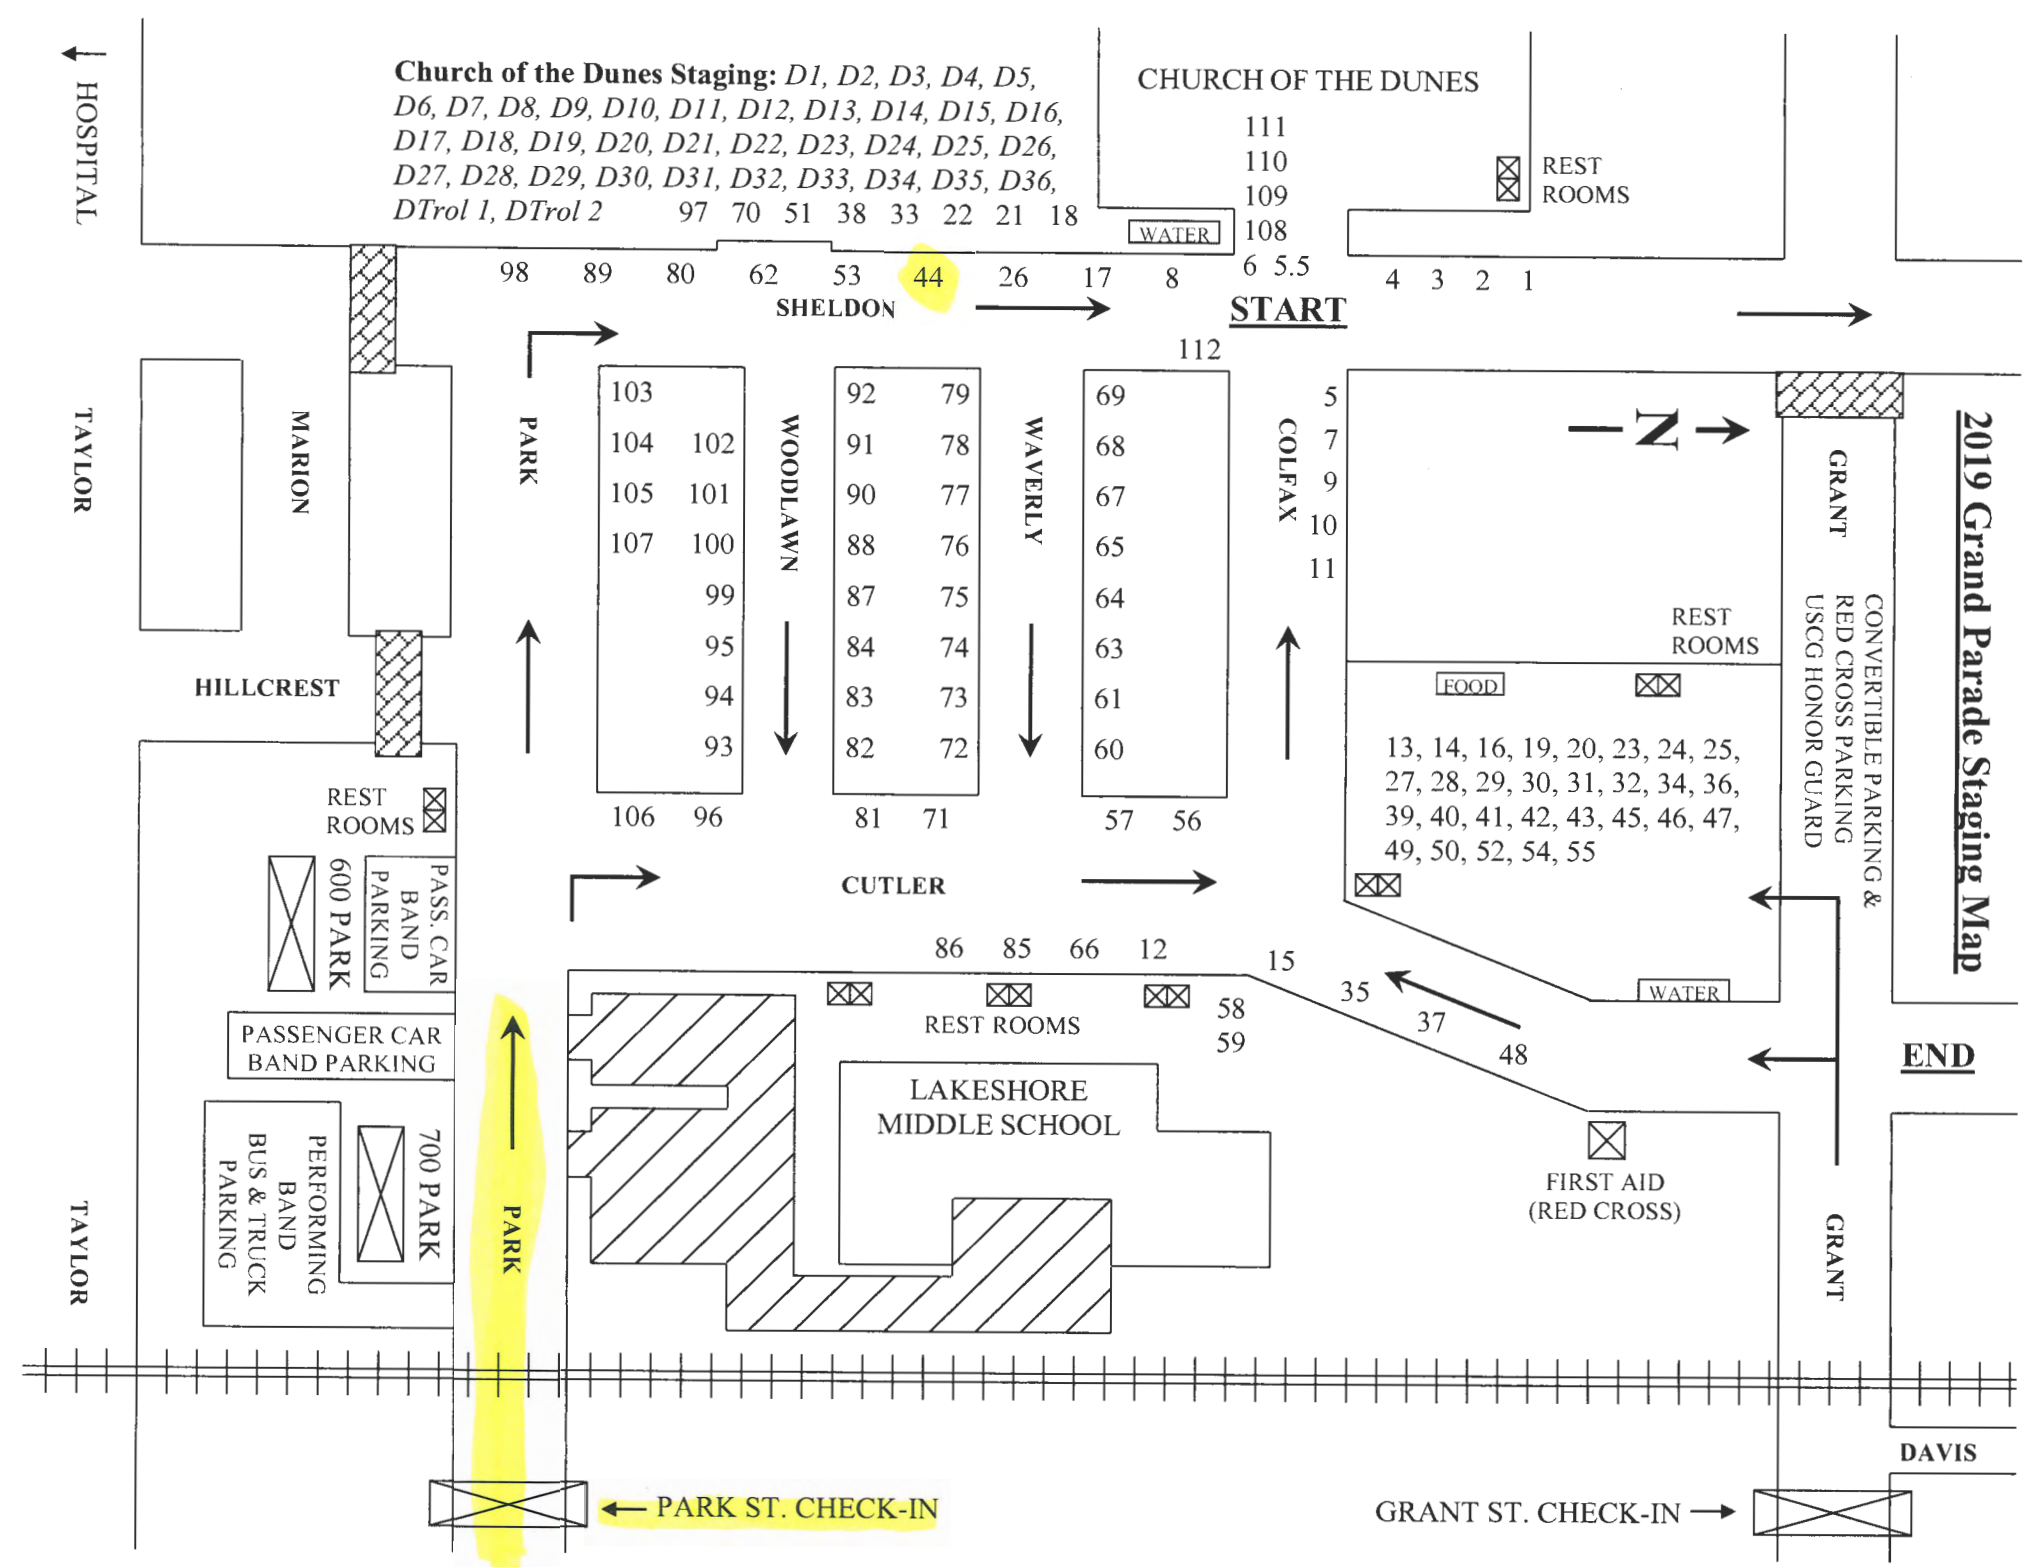 HOSPITAL
Church of the Dunes Staging: D1, D2, D3, D4, D5,
D6, D7, D8, D9, D10, D11, D12, D13, D14, D15, D16,
D17, D18, D19, D20, D21, D22, D23, D24, D25, D26,
D27, D28, D29, D30, D31, D32, D33, D34, D35, D36,
DTrol 1, DTrol 2 97 70 51 38 33 22 21 18
CHURCH OF THE DUNES
111
110
109
108
REST
ROOMS
WATER
98 89 80 62 53 44 26 17 8 6 5.5 4 3 2 1
SHELDON
START
112
TAYLOR
MARION
PARK
103
104 102
105 101
107 100
99
95
94
93
106 96
WOODLAWN
92 79
91 78
90 77
88 76
87 75
84 74
83 73
82 72
81 71
WAVERLY
69
68
67
65
64
63
61
60
57 56
COLFAX
5
7
9
10
11
N
GRANT
2019 Grand Parade Staging Map
CONVERTIBLE PARKING &
RED CROSS PARKING
USCG HONOR GUARD
REST
ROOMS
FOOD
13, 14, 16, 19, 20, 23, 24, 25,
27, 28, 29, 30, 31, 32, 34, 36,
39, 40, 41, 42, 43, 45, 46, 47,
49, 50, 52, 54, 55
HILLCREST
REST
ROOMS
600 PARK
PASS. CAR
BAND
PARKING
CUTLER
86 85 66 12
15
35
37
48
WATER
58
59
REST ROOMS
PASSENGER CAR
BAND PARKING
LAKESHORE
MIDDLE SCHOOL
END
FIRST AID
(RED CROSS)
TAYLOR
PERFORMING
BAND
BUS & TRUCK
PARKING
700 PARK
PARK
GRANT
DAVIS
PARK ST. CHECK-IN
GRANT ST. CHECK-IN